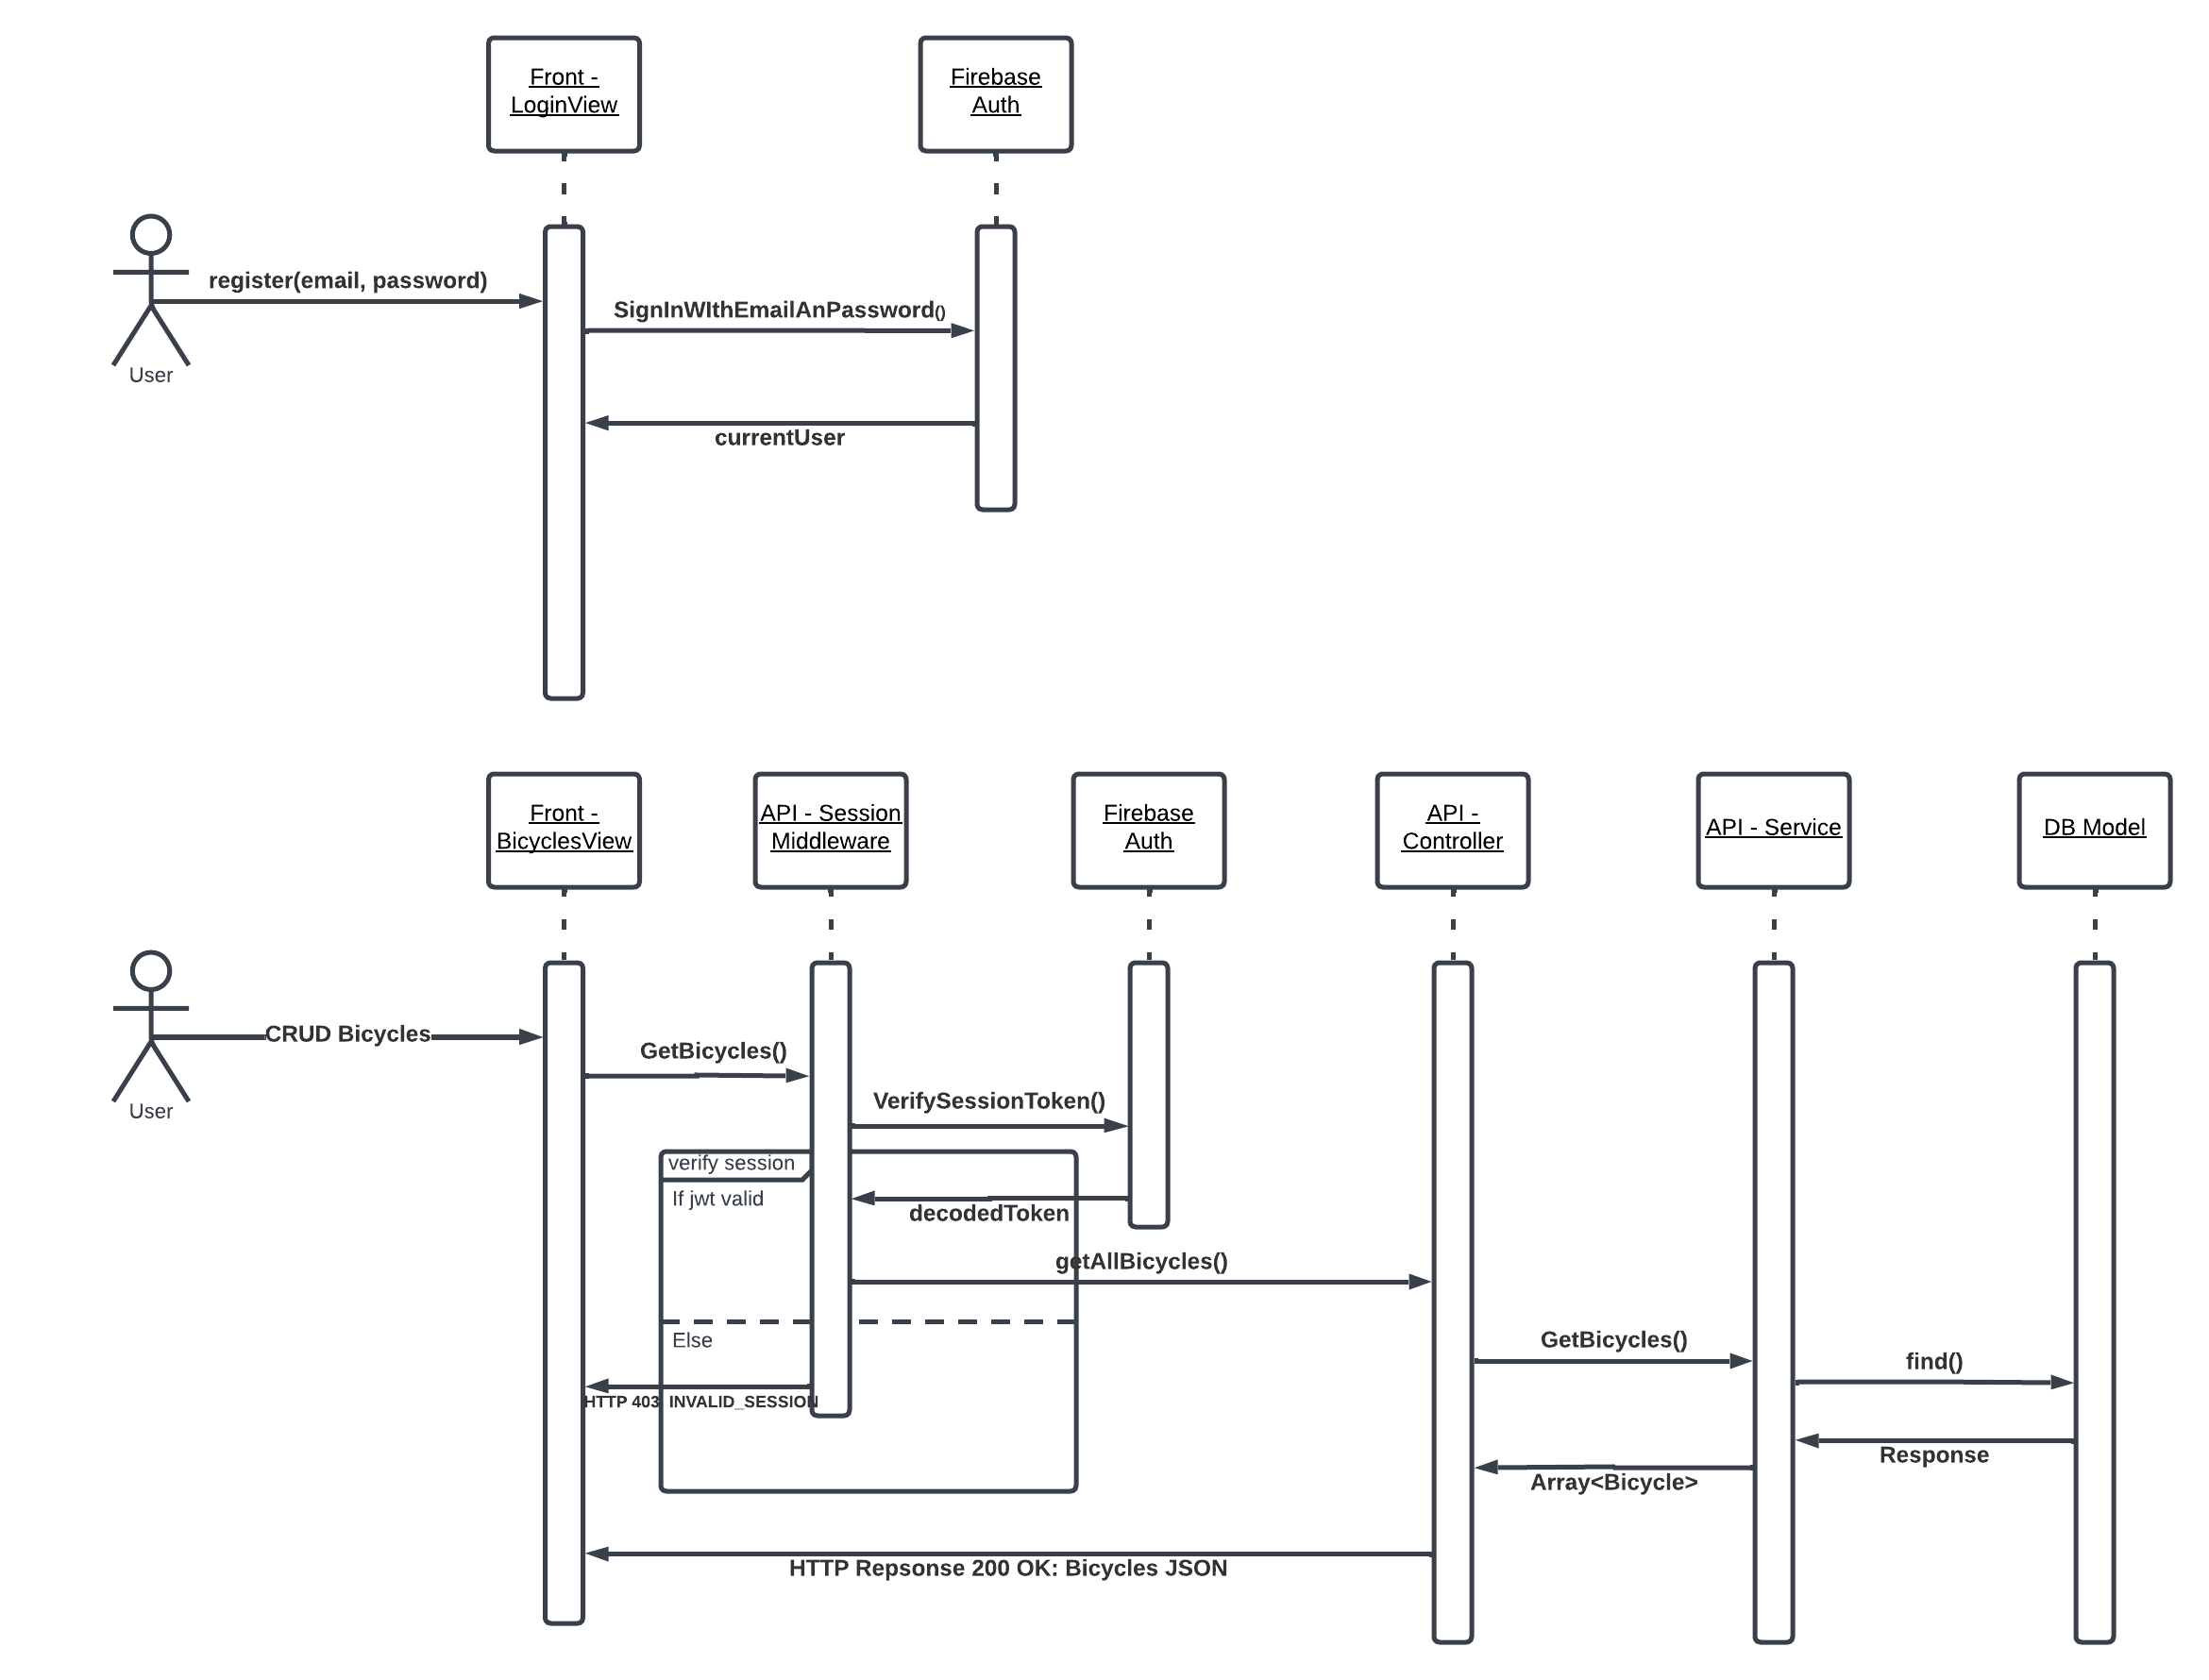 Front -
LoginView
Firebase
Auth
register(email, password)
SignInWIthEmailAnPassword()
User
currentUser
Front -
BicyclesView
API - Session
Middleware
Firebase
Auth
API -
Controller
API - Service
DB Model
CRUD Bicycles
GetBicycles()
User
VerifySessionToken()
verify session
If jwt valid
decodedToken
getAllBicycles()
Else
GetBicycles()
find()
HTTP 403 INVALID_SESSION
Response
Array<Bicycle>
HTTP Repsonse 200 OK: Bicycles JSON